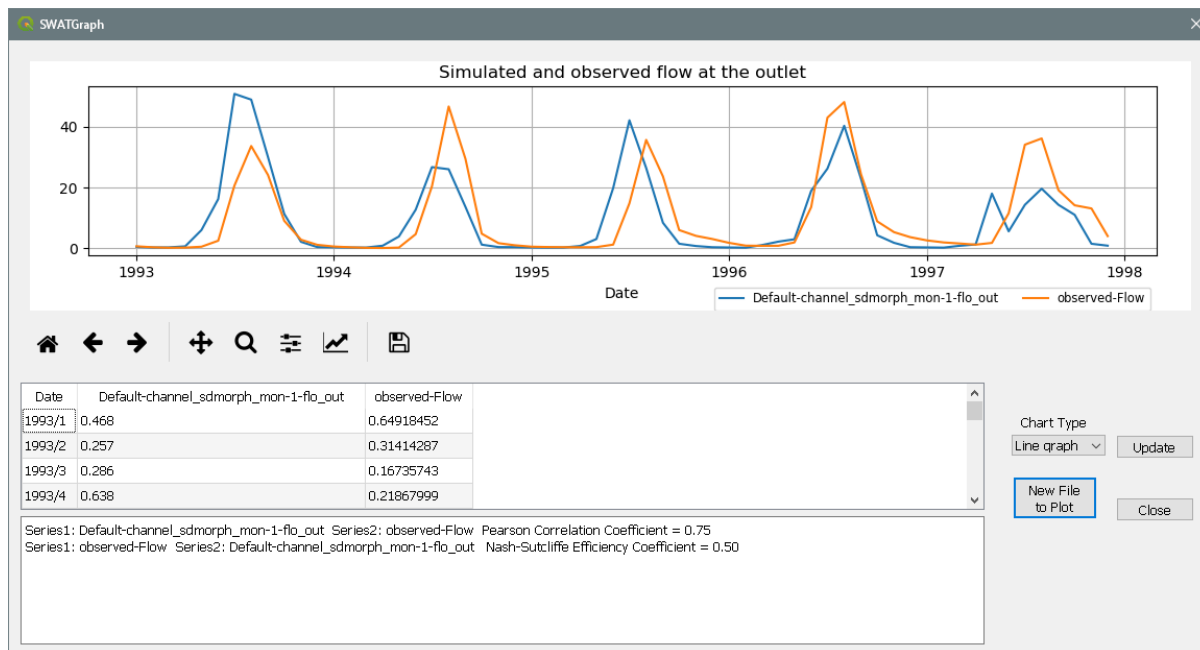 SWATGraph
Simulated and observed flow at the outlet
40
20
0
1993 1994 1995 1996 1997 1998
Date
Default-channel_sdmorph_mon-1-flo_out observed-Flow
Date Default-channel_sdmorph_mon-1-flo_out observed-Flow
1993/1 0.468 0.64918452
1993/2 0.257 0.31414287
1993/3 0.286 0.16735743
1993/4 0.638 0.21867999
Chart Type
Line graph Update
New File
to Plot
Close
Series1: Default-channel_sdmorph_mon-1-flo_out Series2: observed-Flow Pearson Correlation Coefficient = 0.75
Series1: observed-Flow Series2: Default-channel_sdmorph_mon-1-flo_out Nash-Sutcliffe Efficiency Coefficient = 0.50